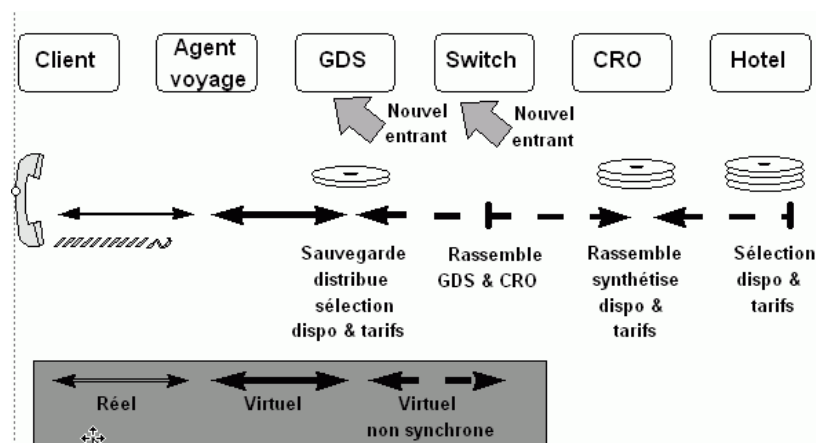 Client
Agent
voyage
GDS
Switch
CRO
Hotel
Nouvel
entrant
Nouvel
entrant
Sauvegarde
distribue
sélection
dispo & tarifs
Rassemble
GDS & CRO
Rassemble
synthétise
dispo &
tarifs
Sélection
dispo &
tarifs
Réel
Virtuel
Virtuel
non synchrone